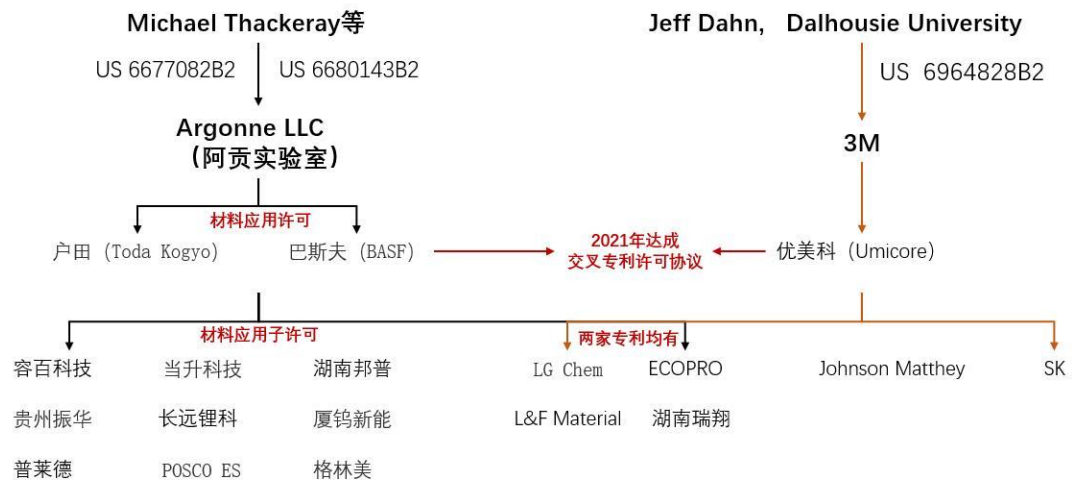 Michael Thackeray等
Jeff Dahn, Dalhousie University
US 6677082B2
US 6680143B2
US 6964828B2
Argonne LLC
（阿贡实验室）
3M
材料应用许可
户田（Toda Kogyo）
巴斯夫（BASF）
2021年达成
交叉专利许可协议
优美科（Umicore）
材料应用子许可
两家专利均有
容百科技
当升科技
湖南邦普
LG Chem
ECOPRO
Johnson Matthey
SK
贵州振华
长远锂科
厦钨新能
L&F Material
湖南瑞翔
普莱德
POSCO ES
格林美